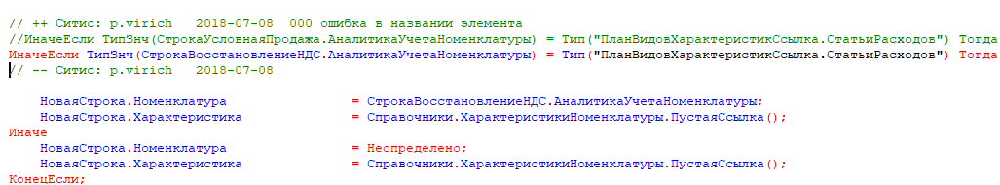 // ++ Ситис: p.virich   2018-07-08  000 ошибка в названии элемента
//ИначеЕсли ТипЗнч(СтрокаУсловнаяПродажа.АналитикаУчетаНоменклатуры) = Тип("ПланВидовХарактеристикСсылка.СтатьиРасходов") Тогда
ИначеЕсли ТипЗнч(СтрокаВосстановлениеНДС.АналитикаУчетаНоменклатуры) = Тип("ПланВидовХарактеристикСсылка.СтатьиРасходов") Тогда
// -- Ситис: p.virich   2018-07-08
НоваяСтрока.Номенклатура = СтрокаВосстановлениеНДС.АналитикаУчетаНоменклатуры;
НоваяСтрока.Характеристика = Справочники.ХарактеристикиНоменклатуры.ПустаяСсылка();
Иначе
НоваяСтрока.Номенклатура = Неопределено;
НоваяСтрока.Характеристика = Справочники.ХарактеристикиНоменклатуры.ПустаяСсылка();
КонецЕсли;